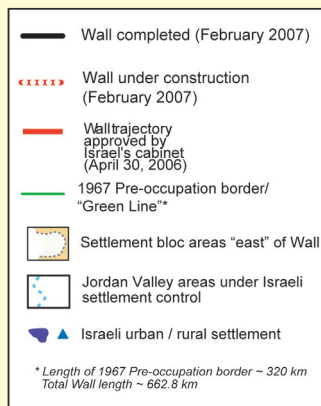 Wall completed (February 2007)
Wall under construction
(February 2007)
Walltrajectory
approved by
Israel's cabinet
(April 30, 2006)
1967 Pre-occupation border/
“Green Line”*
Settlement bloc areas “east” of Wall
Jordan Valley areas under Israeli
settlement control
Israeli urban / rural settlement
* Length of 1967 Pre-occupation border ~ 320 km
Total Wall length ~ 662.8 km